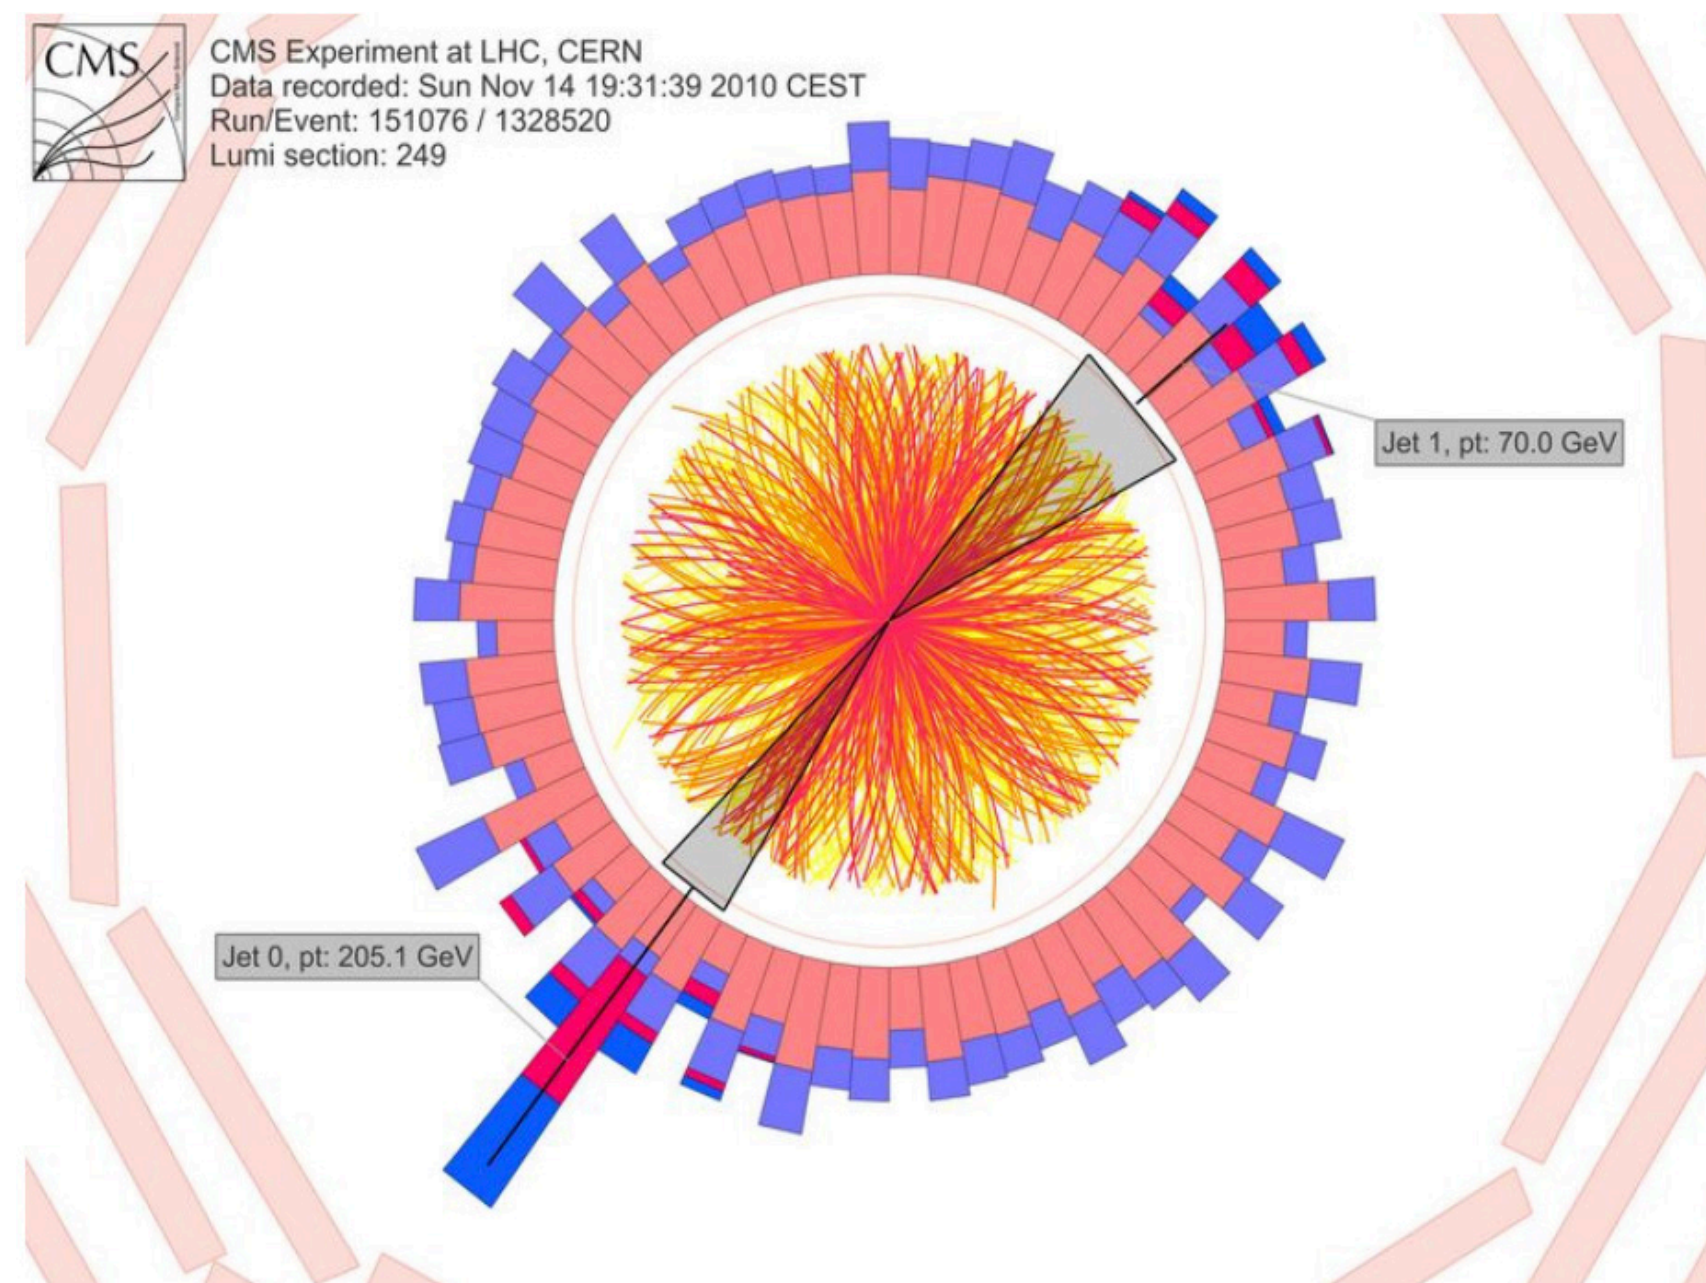 CMS
CMS Experiment at LHC, CERN
Data recorded: Sun Nov 14 19:31:39 2010 CEST
Run/Event: 151076 / 1328520
Lumi section: 249
Jet 1, pt: 70.0 GeV
Jet 0, pt: 205.1 GeV